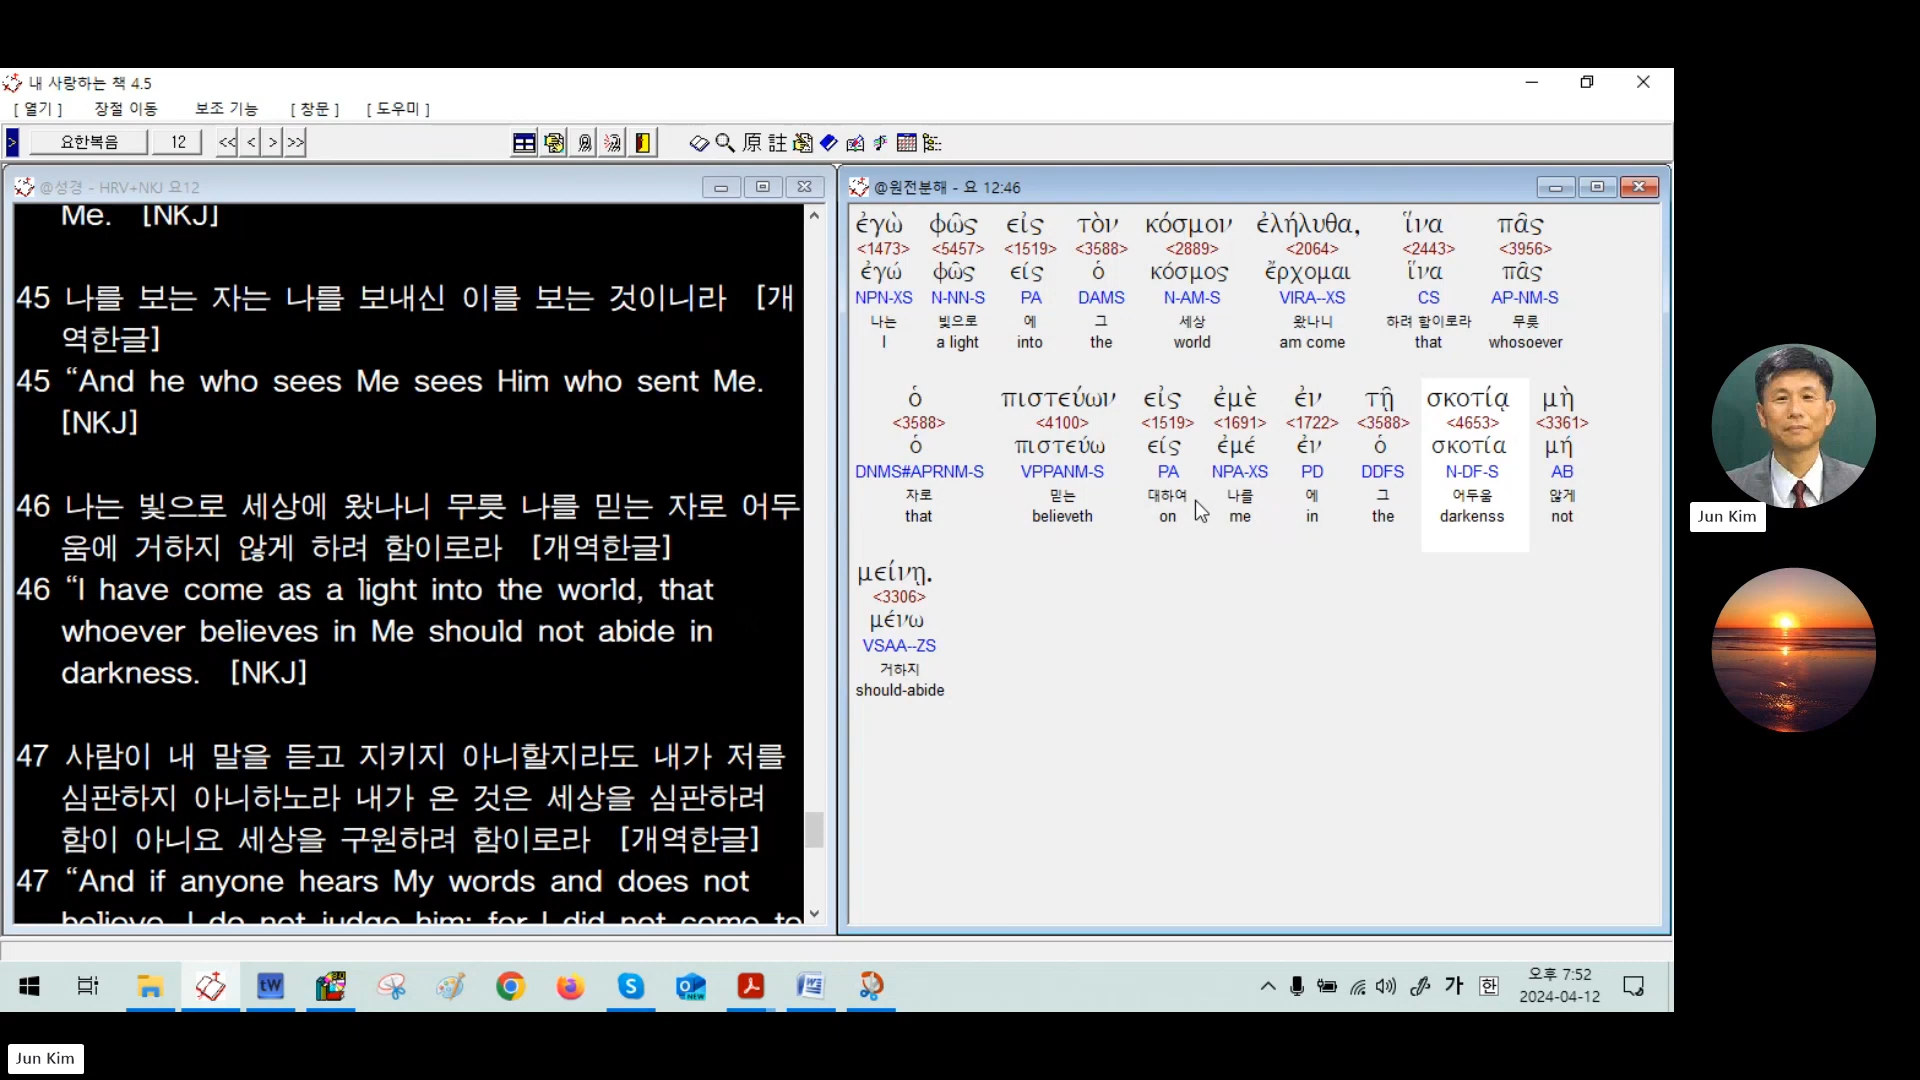 내 사랑하는 책 4.5
[ 열기 ] 장절 이동 보조 기능 [ 창문 ] [ 도우미 ]
> 요한복음 12 << < > >> 原 註
@성경 - HRV+NKJ 요12
Me. [NKJ]
45 나를 보는 자는 나를 보내신 이를 보는 것이니라 [개
역한글]
45 “And he who sees Me sees Him who sent Me.
[NKJ]
46 나는 빛으로 세상에 왔나니 무릇 나를 믿는 자로 어두
움에 거하지 않게 하려 함이로라 [개역한글]
46 “I have come as a light into the world, that
whoever believes in Me should not abide in
darkness. [NKJ]
47 사람이 내 말을 듣고 지키지 아니할지라도 내가 저를
심판하지 아니하노라 내가 온 것은 세상을 심판하려
함이 아니요 세상을 구원하려 함이로라 [개역한글]
47 “And if anyone hears My words and does not
believe, I do not judge him; for I did not come to
@원전분해 - 요 12:46
ἐγὼ φῶς εἰς τὸν κόσμον ἐλήλυθα, ἵνα πᾶς
<1473> <5457> <1519> <3588> <2889> <2064> <2443> <3956>
ἐγώ φῶς εἰς ὁ κόσμος ἔρχομαι ἵνα πᾶς
NPN-XS N-NN-S PA DAMS N-AM-S VIRA--XS CS AP-NM-S
나는 빛으로 에 그 세상 왔나니 하려 함이로라 무릇
I a light into the world am come that whosoever
ὁ πιστεύων εἰς ἐμὲ ἐν τῇ σκοτίᾳ μὴ
<3588> <4100> <1519> <1691> <1722> <3588> <4653> <3361>
ὁ πιστεύω εἰς ἐμέ ἐν ὁ σκοτία μή
DNMS#APRNM-S VPPANM-S PA NPA-XS PD DDFS N-DF-S AB
자로 믿는 대하여 나를 에 그 어두움 않게
that believeth on me in the darkenss not
μείνῃ.
<3306>
μένω
VSAA--ZS
거하지
should-abide
Jun Kim
tW S NEW 가 한
오후 7:52
2024-04-12
Jun Kim